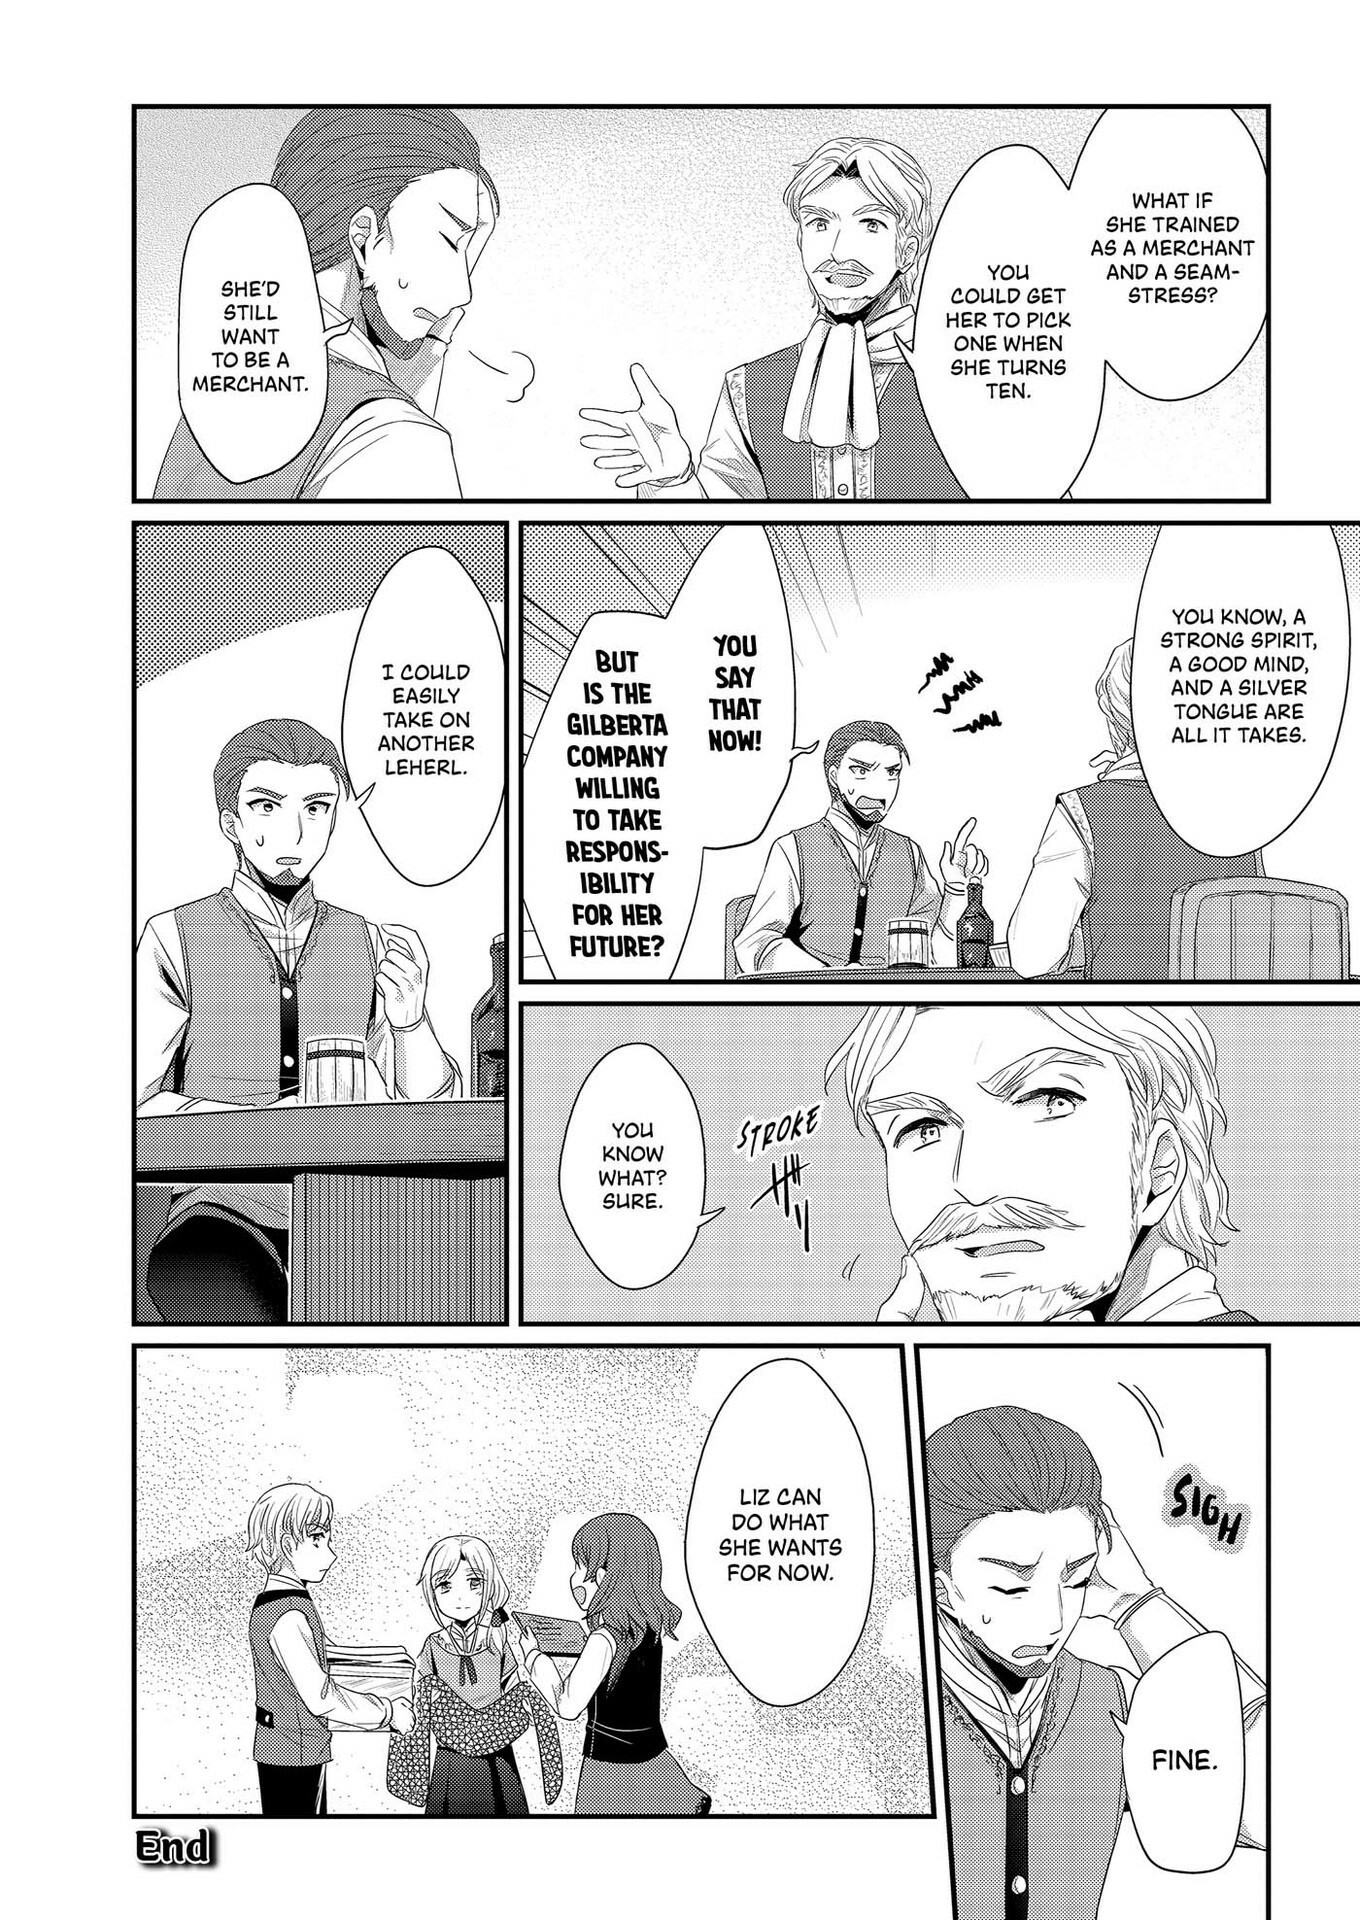 WHAT IF
SHE TRAINED
AS A MERCHANT
AND A SEAM-
STRESS?
YOU
COULD GET
HER TO PICK
ONE WHEN
SHE TURNS
TEN.
SHE'D
STILL
WANT
TO BE A
MERCHANT.
YOU KNOW, A
STRONG SPIRIT,
A GOOD MIND,
AND A SILVER
TONGUE ARE
ALL IT TAKES.
YOU
SAY
THAT
NOW!
BUT
IS THE
GILBERTA
COMPANY
WILLING
TO TAKE
RESPONS-
IBILITY
FOR HER
FUTURE?
STROKE
YOU
KNOW
WHAT?
SURE.
I COULD
EASILY
TAKE ON
ANOTHER
LEHERL.
SIGH
FINE.
LIZ CAN
DO WHAT
SHE WANTS
FOR NOW.
End